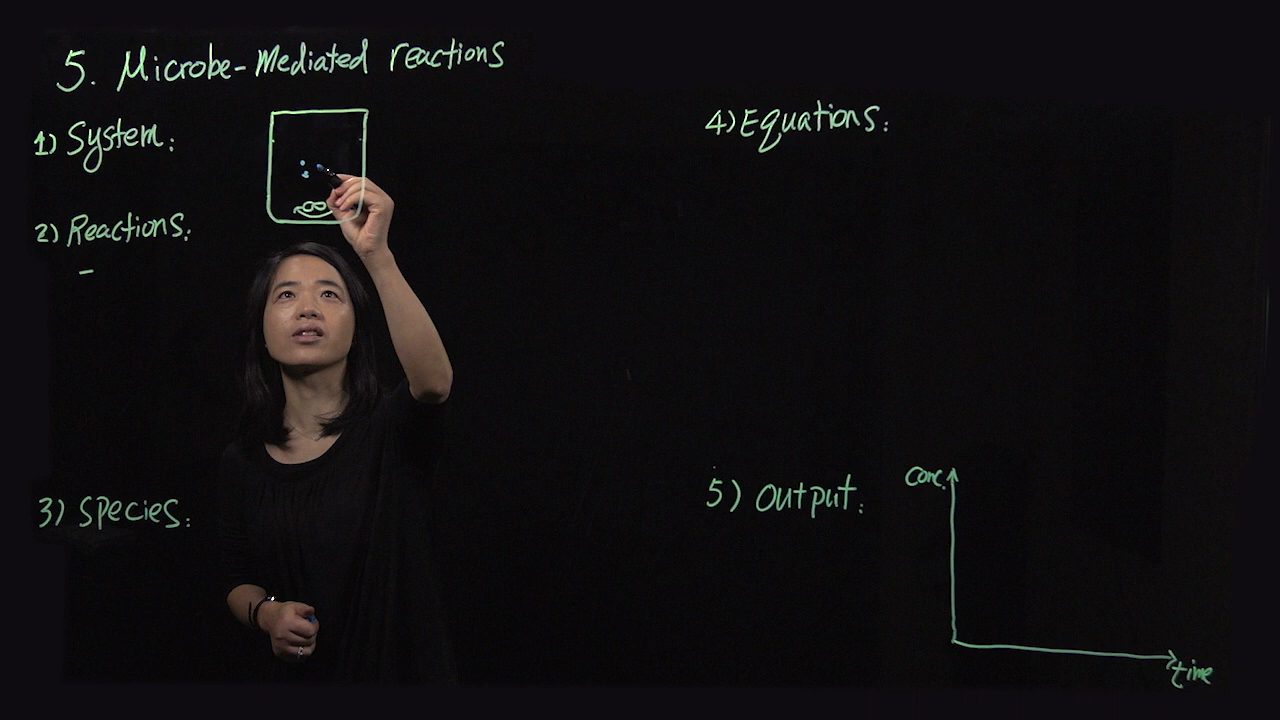 5. Microbe-Mediated reactions
1) System:
2) Reactions:
-
3) Species:
4) Equations:
5) Output:
Conc.
time